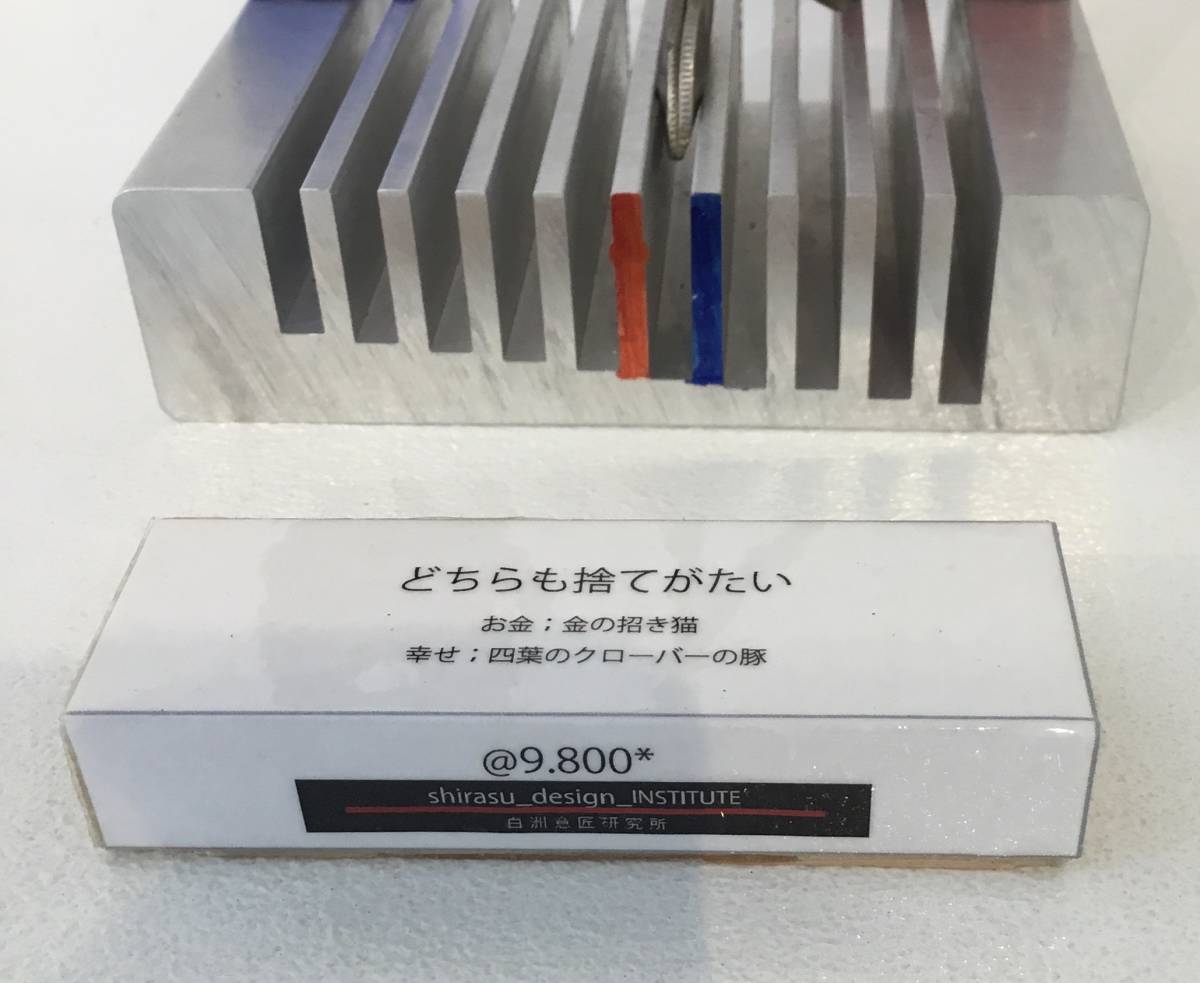 どちらも捨てがたい
お金；金の招き猫
幸せ；四葉のクローバーの豚
@9.800*
shirasu_design_INSTITUTE
白洲意匠研究所